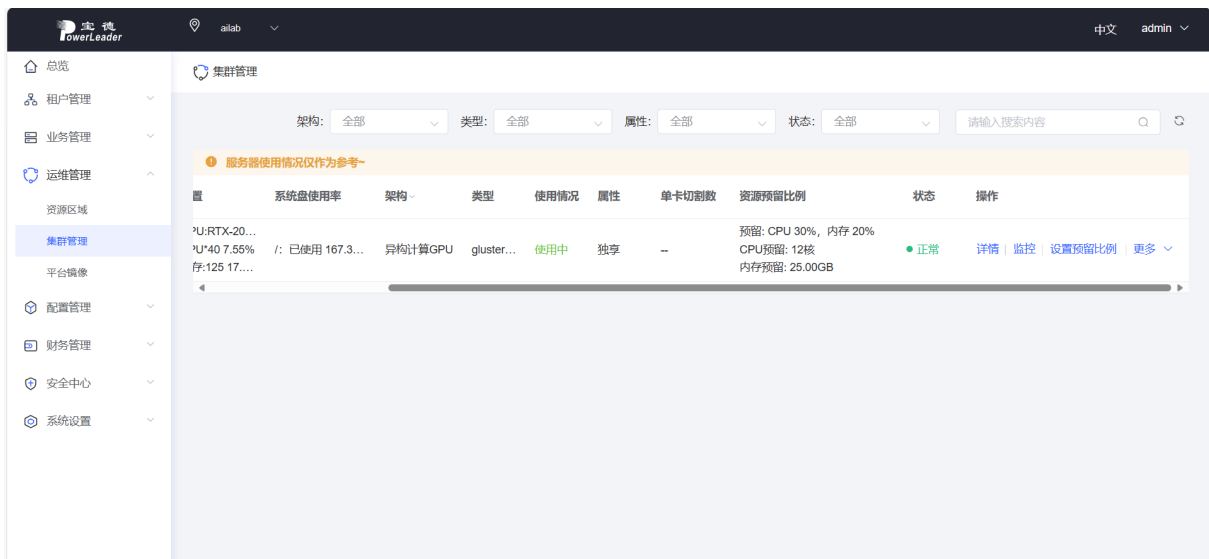 宝德
PowerLeader
ailab
中文 admin
总览
集群管理
租户管理
架构: 全部 类型: 全部 属性: 全部 状态: 全部 请输入搜索内容
业务管理
服务器使用情况仅作为参考~
运维管理
置 系统盘使用率 架构 类型 使用情况 属性 单卡切割数 资源预留比例 状态 操作
资源区域
PU:RTX-20... 预留: CPU 30%, 内存 20%
集群管理
PU*40 7.55% /: 已使用 167.3... 异构计算GPU gluster... 使用中 独享 -- CPU预留: 12核 正常 详情 监控 设置预留比例 更多
存:125 17.... 内存预留: 25.00GB
平台镜像
配置管理
财务管理
安全中心
系统设置